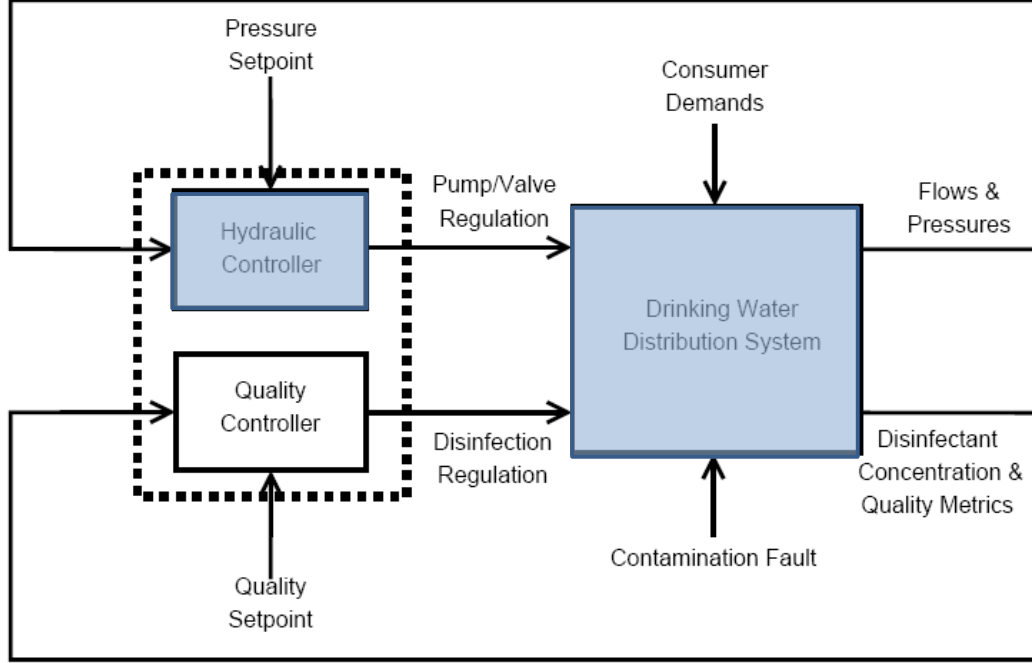 Pressure
Setpoint
Consumer
Demands
Hydraulic
Controller
Pump/Valve
Regulation
Flows &
Pressures
Drinking Water
Distribution System
Quality
Controller
Disinfection
Regulation
Disinfectant
Concentration &
Quality Metrics
Contamination Fault
Quality
Setpoint